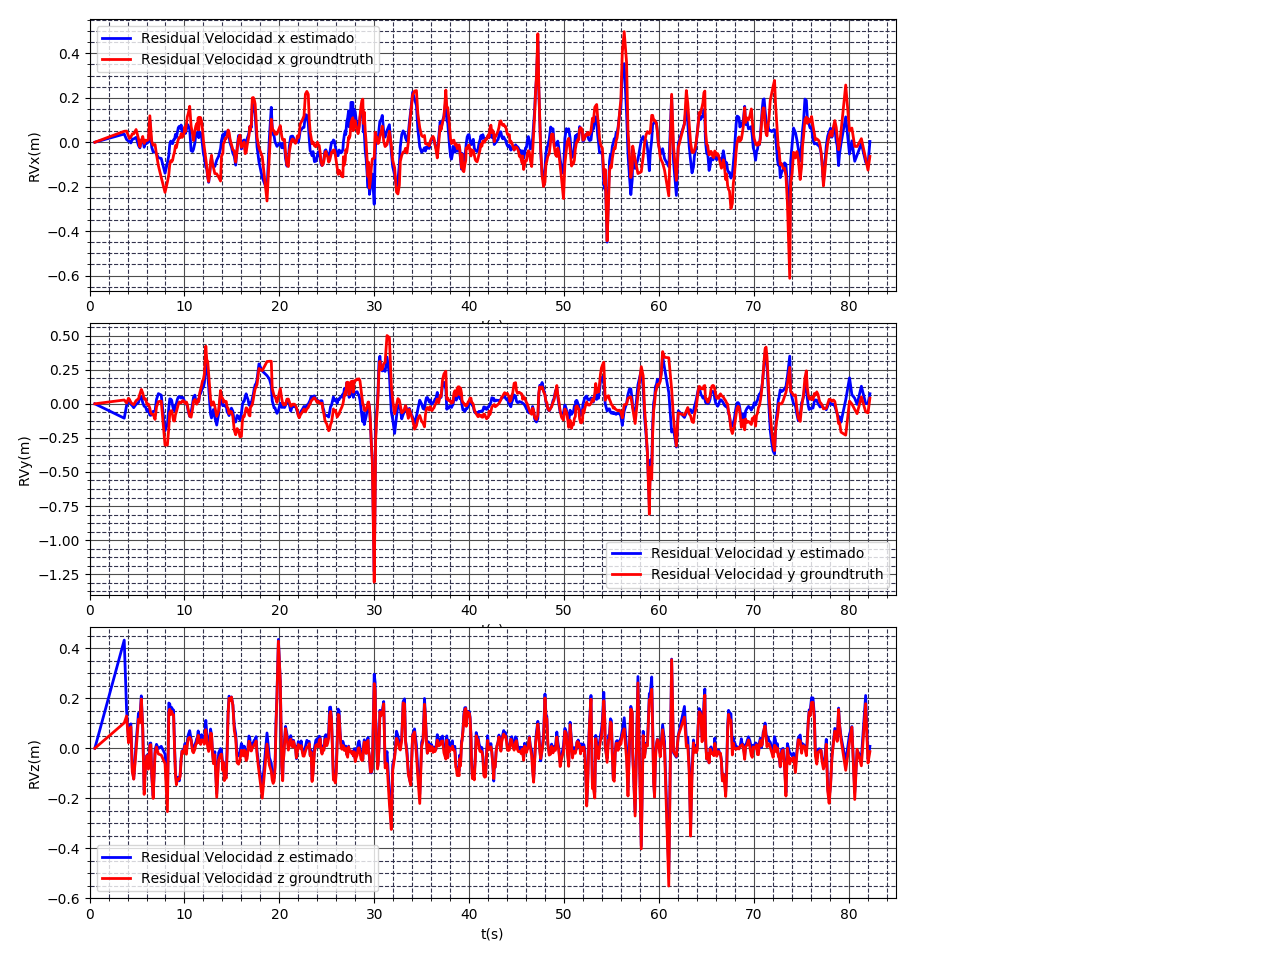 Residual Velocidad x estimado
Residual Velocidad x groundtruth
RVx(m)
0.4
0.2
0.0
−0.2
−0.4
−0.6
0 10 20 30 40 50 60 70 80
RVy(m)
0.50
0.25
0.00
−0.25
−0.50
−0.75
−1.00
−1.25
Residual Velocidad y estimado
Residual Velocidad y groundtruth
0 10 20 30 40 50 60 70 80
RVz(m)
0.4
0.2
0.0
−0.2
−0.4
−0.6
Residual Velocidad z estimado
Residual Velocidad z groundtruth
0 10 20 30 40 50 60 70 80
t(s)